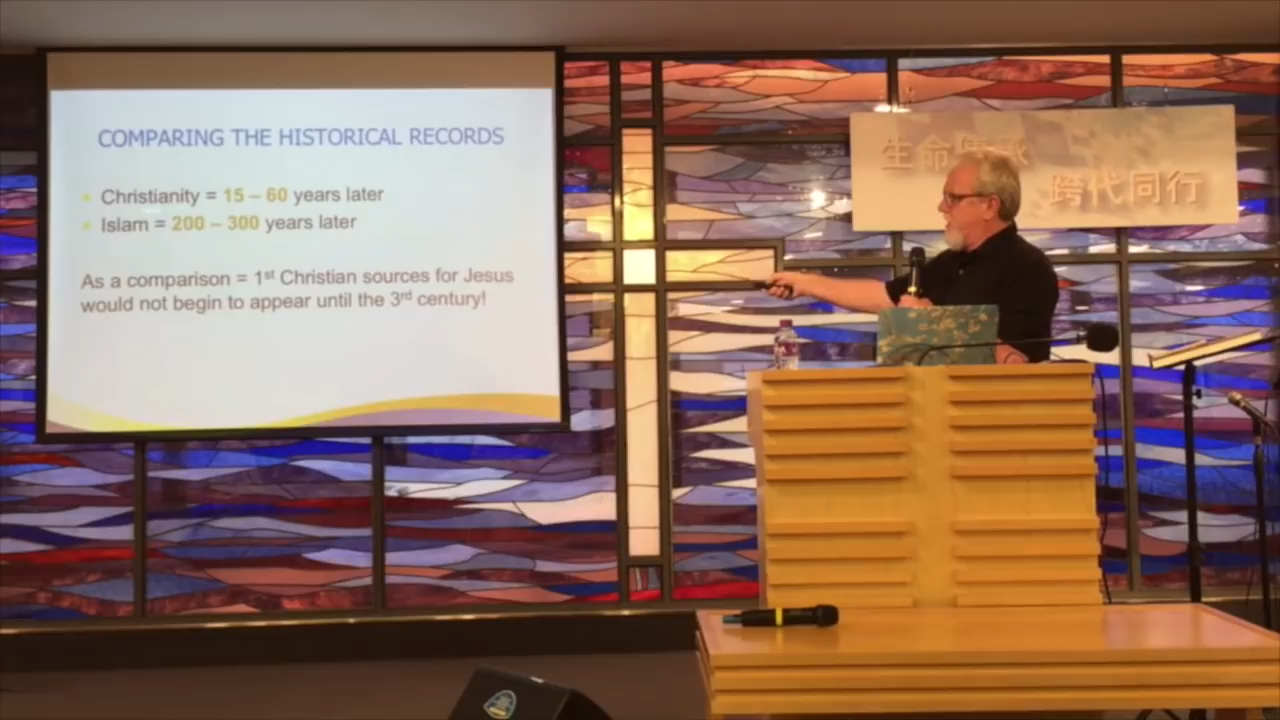 COMPARING THE HISTORICAL RECORDS
Christianity = 15 – 60 years later
Islam = 200 – 300 years later
As a comparison = 1st Christian sources for Jesus
would not begin to appear until the 3rd century!
生命
跨代同行